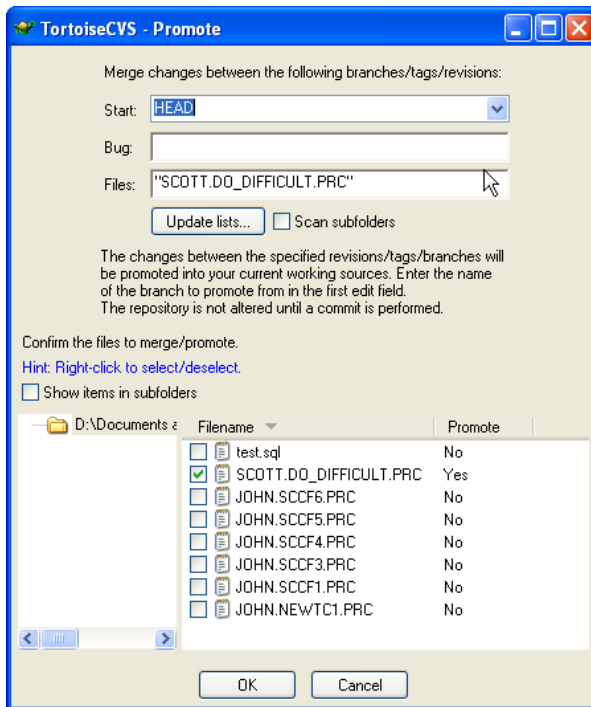 TortoiseCVS - Promote
Merge changes between the following branches/tags/revisions:
Start: HEAD
Bug:
Files: "SCOTT.DO_DIFFICULT.PRC"
Update lists... Scan subfolders
The changes between the specified revisions/tags/branches will
be promoted into your current working sources. Enter the name
of the branch to promote from in the first edit field.
The repository is not altered until a commit is performed.
Confirm the files to merge/promote.
Hint: Right-click to select/deselect.
Show items in subfolders
D:\Documents a
Filename Promote
test.sql No
SCOTT.DO_DIFFICULT.PRC Yes
JOHN.SCCF6.PRC No
JOHN.SCCF5.PRC No
JOHN.SCCF4.PRC No
JOHN.SCCF3.PRC No
JOHN.SCCF1.PRC No
JOHN.NEWTC1.PRC No
OK Cancel